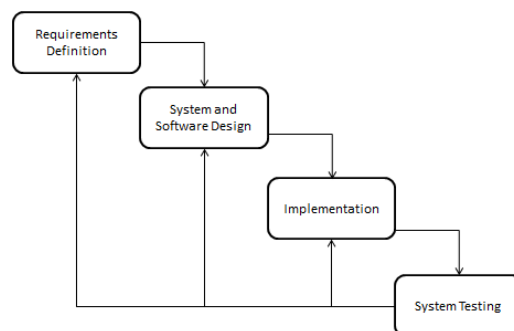 Requirements
Definition
System and
Software Design
Implementation
System Testing